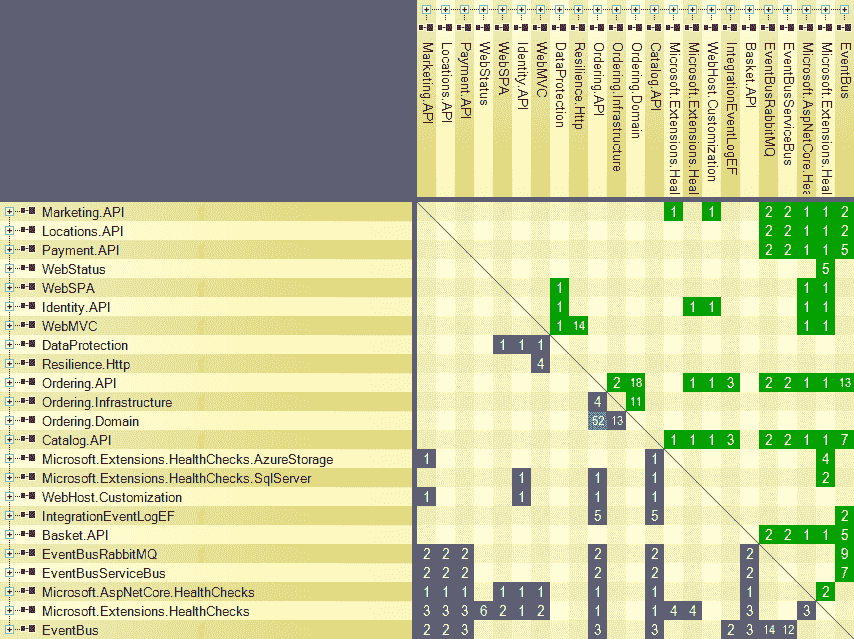 Marketing.API
Locations.API
Payment.API
WebStatus
WebSPA
Identity.API
WebMVC
DataProtection
Resilience.Http
Ordering.API
Ordering.Infrastructure
Ordering.Domain
Catalog.API
Microsoft.Extensions.Heal
Microsoft.Extensions.Heal
WebHost.Customization
IntegrationEventLogEF
Basket.API
EventBusRabbitMQ
EventBusServiceBus
Microsoft.AspNetCore.Hea
Microsoft.Extensions.Heal
EventBus
Marketing.API 1 1 2 2 1 1 2
Locations.API 2 2 1 1 2
Payment.API 2 2 1 1 5
WebStatus 5
WebSPA 1 1 1
Identity.API 1 1 1 1 1
WebMVC 1 14 1 1
DataProtection 1 1 1
Resilience.Http 4
Ordering.API 2 18 1 1 3 2 2 1 1 13
Ordering.Infrastructure 4 11
Ordering.Domain 52 13
Catalog.API 1 1 1 3 2 2 1 1 7
Microsoft.Extensions.HealthChecks.AzureStorage 1 1 4
Microsoft.Extensions.HealthChecks.SqlServer 1 1 1 2
WebHost.Customization 1 1 1 1
IntegrationEventLogEF 5 5 2
Basket.API 2 2 1 1 5
EventBusRabbitMQ 2 2 2 2 2 2 9
EventBusServiceBus 2 2 2 2 2 2 7
Microsoft.AspNetCore.HealthChecks 1 1 1 1 1 1 1 1 1 2
Microsoft.Extensions.HealthChecks 3 3 3 6 2 1 2 1 1 4 4 3 3
EventBus 2 2 3 3 3 2 3 14 12